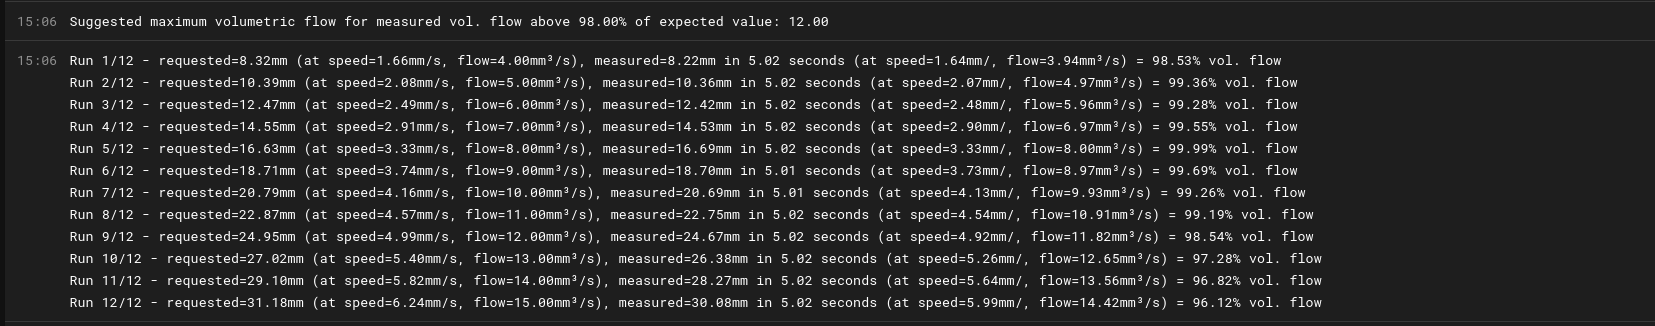 15:06 Suggested maximum volumetric flow for measured vol. flow above 98.00% of expected value: 12.00
15:06 Run 1/12 - requested=8.32mm (at speed=1.66mm/s, flow=4.00mm³/s), measured=8.22mm in 5.02 seconds (at speed=1.64mm/, flow=3.94mm³/s) = 98.53% vol. flow
Run 2/12 - requested=10.39mm (at speed=2.08mm/s, flow=5.00mm³/s), measured=10.36mm in 5.02 seconds (at speed=2.07mm/, flow=4.97mm³/s) = 99.36% vol. flow
Run 3/12 - requested=12.47mm (at speed=2.49mm/s, flow=6.00mm³/s), measured=12.42mm in 5.02 seconds (at speed=2.48mm/, flow=5.96mm³/s) = 99.28% vol. flow
Run 4/12 - requested=14.55mm (at speed=2.91mm/s, flow=7.00mm³/s), measured=14.53mm in 5.02 seconds (at speed=2.90mm/, flow=6.97mm³/s) = 99.55% vol. flow
Run 5/12 - requested=16.63mm (at speed=3.33mm/s, flow=8.00mm³/s), measured=16.69mm in 5.02 seconds (at speed=3.33mm/, flow=8.00mm³/s) = 99.99% vol. flow
Run 6/12 - requested=18.71mm (at speed=3.74mm/s, flow=9.00mm³/s), measured=18.70mm in 5.01 seconds (at speed=3.73mm/, flow=8.97mm³/s) = 99.69% vol. flow
Run 7/12 - requested=20.79mm (at speed=4.16mm/s, flow=10.00mm³/s), measured=20.69mm in 5.01 seconds (at speed=4.13mm/, flow=9.93mm³/s) = 99.26% vol. flow
Run 8/12 - requested=22.87mm (at speed=4.57mm/s, flow=11.00mm³/s), measured=22.75mm in 5.02 seconds (at speed=4.54mm/, flow=10.91mm³/s) = 99.19% vol. flow
Run 9/12 - requested=24.95mm (at speed=4.99mm/s, flow=12.00mm³/s), measured=24.67mm in 5.02 seconds (at speed=4.92mm/, flow=11.82mm³/s) = 98.54% vol. flow
Run 10/12 - requested=27.02mm (at speed=5.40mm/s, flow=13.00mm³/s), measured=26.38mm in 5.02 seconds (at speed=5.26mm/, flow=12.65mm³/s) = 97.28% vol. flow
Run 11/12 - requested=29.10mm (at speed=5.82mm/s, flow=14.00mm³/s), measured=28.27mm in 5.02 seconds (at speed=5.64mm/, flow=13.56mm³/s) = 96.82% vol. flow
Run 12/12 - requested=31.18mm (at speed=6.24mm/s, flow=15.00mm³/s), measured=30.08mm in 5.02 seconds (at speed=5.99mm/, flow=14.42mm³/s) = 96.12% vol. flow